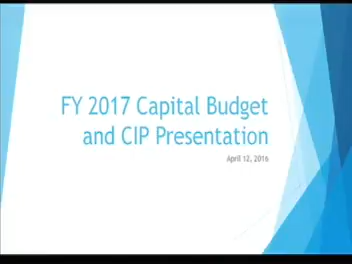 FY 2017 Capital Budget
and CIP Presentation
April 12, 2016